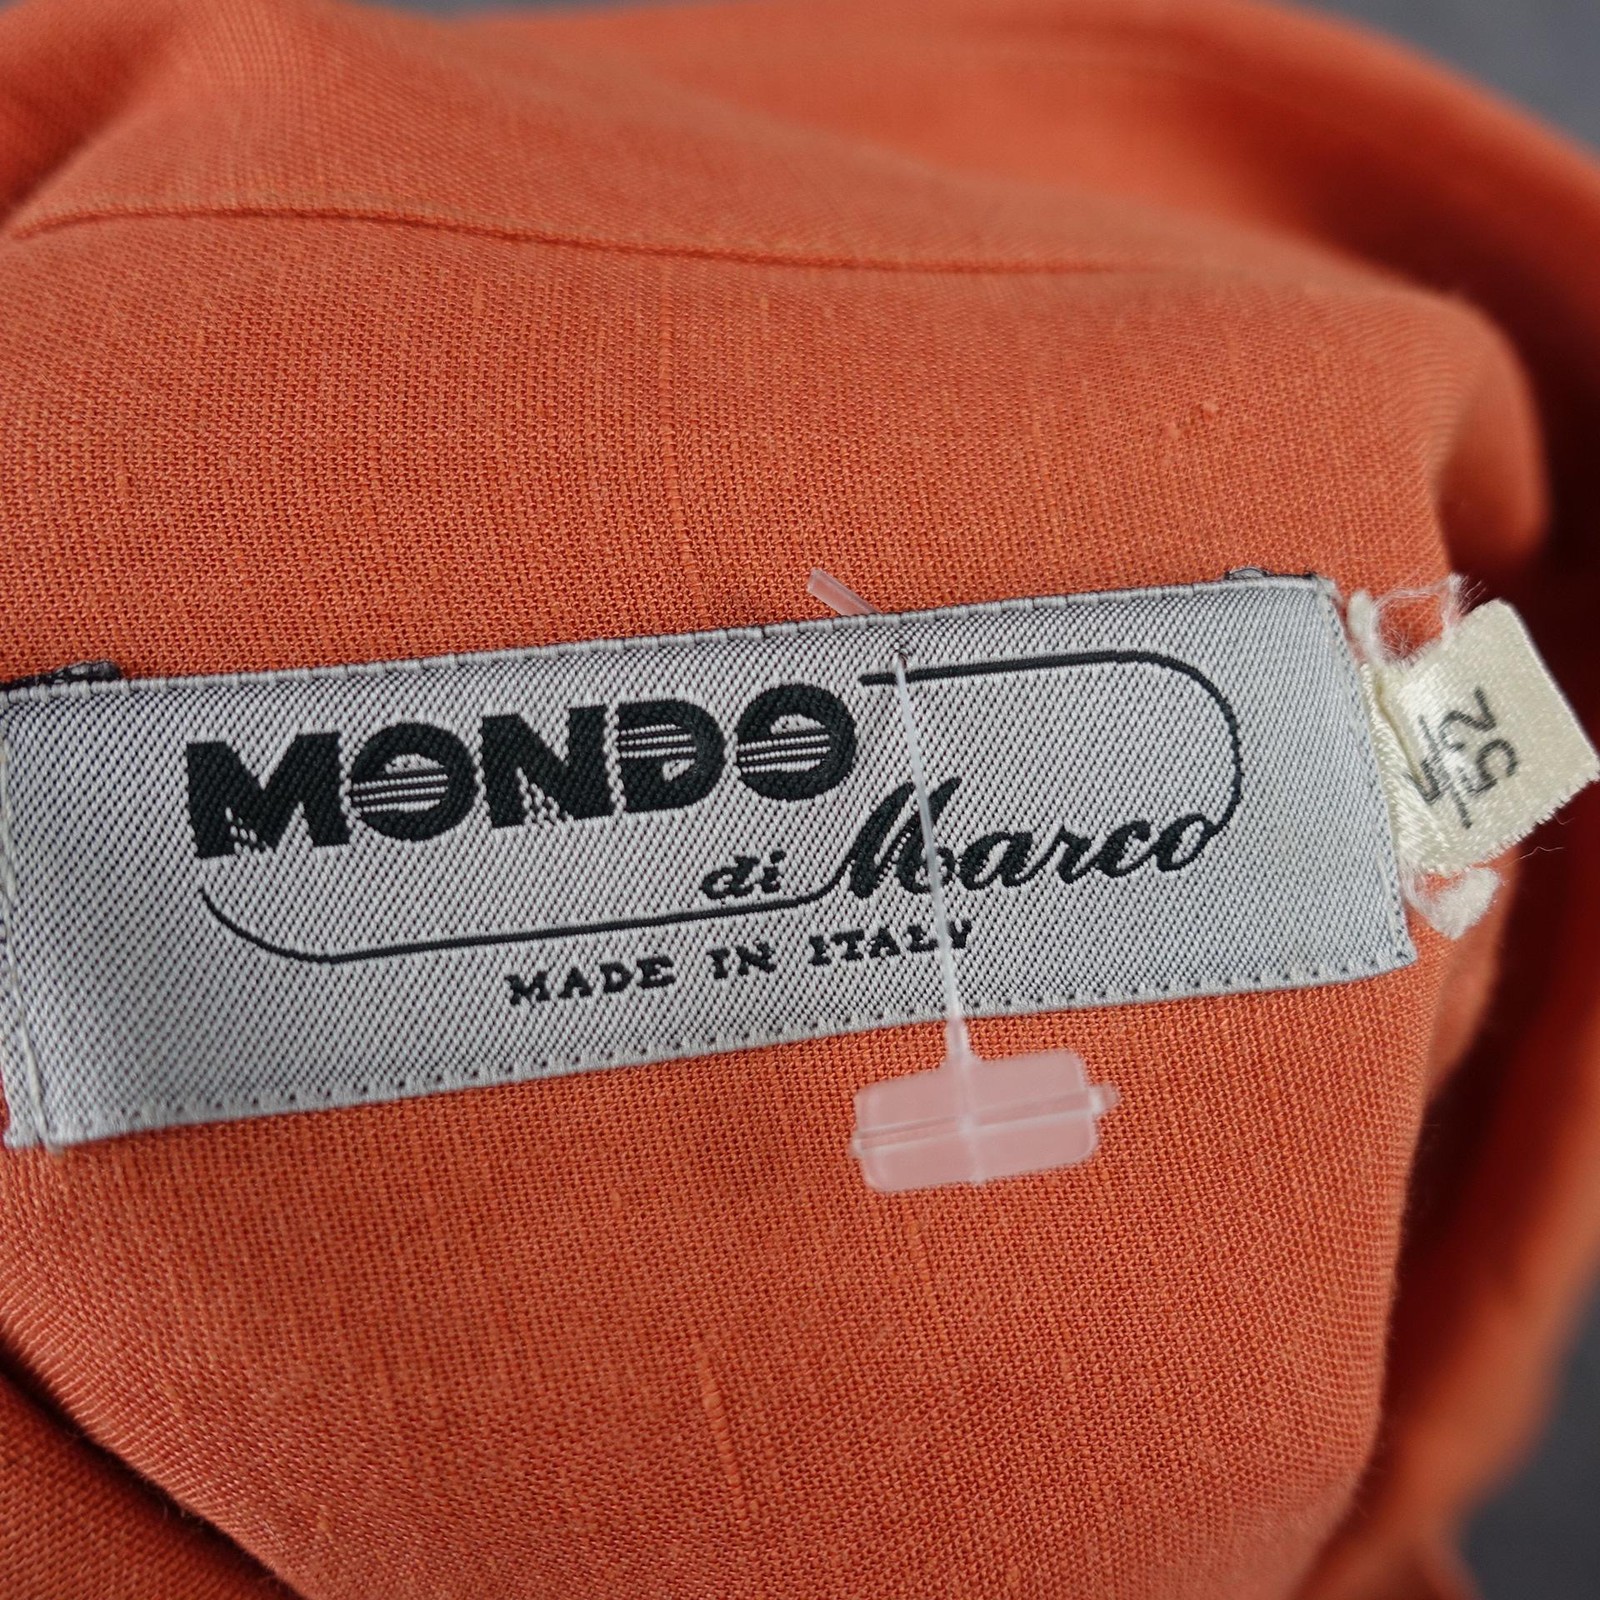 MONDO
di Marco
MADE IN ITALY
52